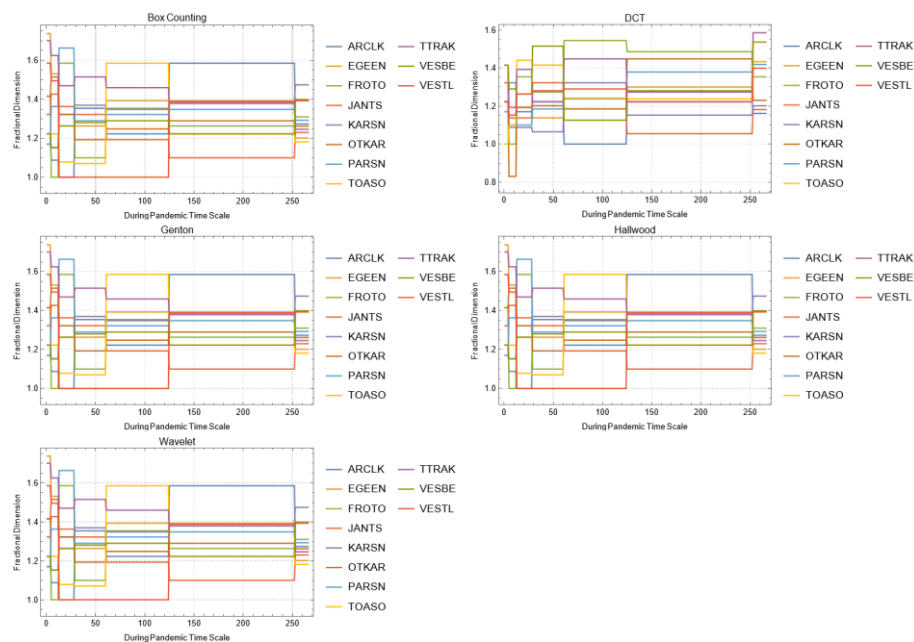 Box Counting
Fractional Dimension
1.6
1.4
1.2
1.0
0 50 100 150 200 250
During Pandemic Time Scale
ARCLK TTRAK
EGEEN VESBE
FROTO VESTL
JANTS
KARSN
OTKAR
PARSN
TOASO
DCT
Fractional Dimension
1.6
1.4
1.2
1.0
0.8
0 50 100 150 200 250
During Pandemic Time Scale
ARCLK TTRAK
EGEEN VESBE
FROTO VESTL
JANTS
KARSN
OTKAR
PARSN
TOASO
Genton
Fractional Dimension
1.6
1.4
1.2
1.0
0 50 100 150 200 250
During Pandemic Time Scale
ARCLK TTRAK
EGEEN VESBE
FROTO VESTL
JANTS
KARSN
OTKAR
PARSN
TOASO
Hallwood
Fractional Dimension
1.6
1.4
1.2
1.0
0 50 100 150 200 250
During Pandemic Time Scale
ARCLK TTRAK
EGEEN VESBE
FROTO VESTL
JANTS
KARSN
OTKAR
PARSN
TOASO
Wavelet
Fractional Dimension
1.6
1.4
1.2
1.0
0 50 100 150 200 250
During Pandemic Time Scale
ARCLK TTRAK
EGEEN VESBE
FROTO VESTL
JANTS
KARSN
OTKAR
PARSN
TOASO